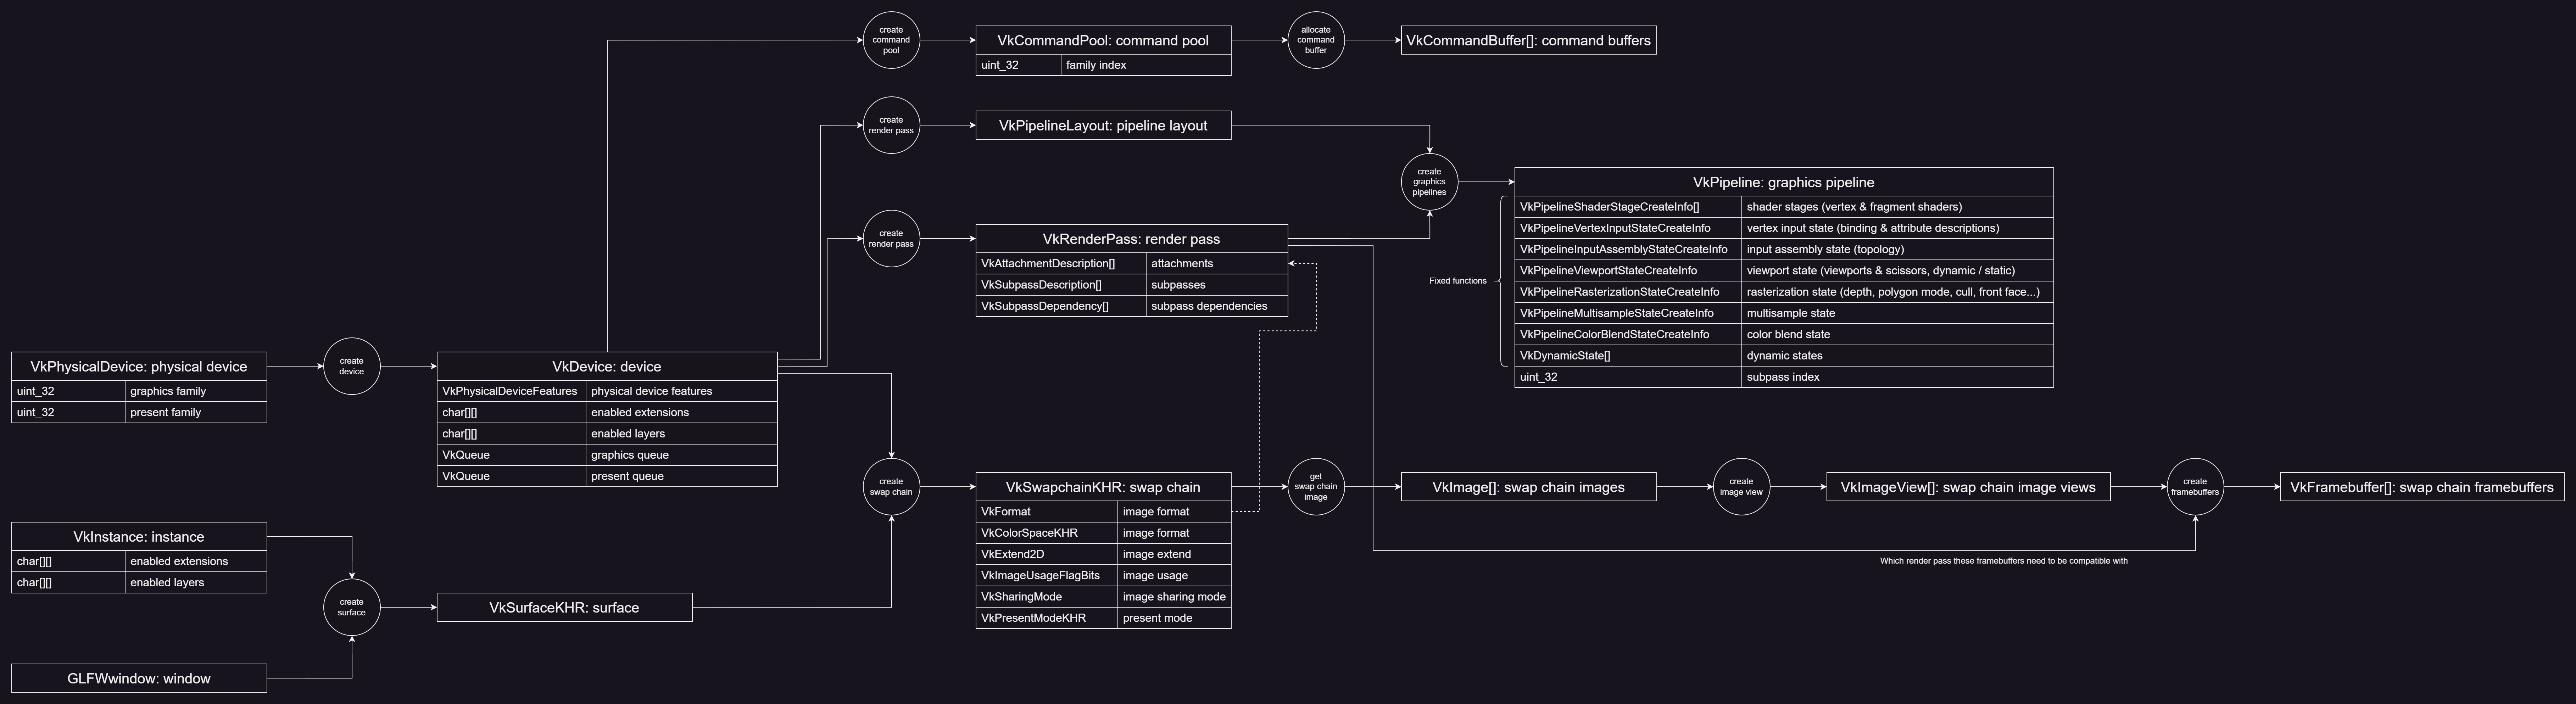 create
command
pool
VkCommandPool: command pool
uint_32 family index
allocate
command
buffer
VkCommandBuffer[]: command buffers
create
render pass
VkPipelineLayout: pipeline layout
create
render pass
VkRenderPass: render pass
VkAttachmentDescription[] attachments
VkSubpassDescription[] subpasses
VkSubpassDependency[] subpass dependencies
create
graphics
pipelines
VkPipeline: graphics pipeline
VkPipelineShaderStageCreateInfo[] shader stages (vertex & fragment shaders)
VkPipelineVertexInputStateCreateInfo vertex input state (binding & attribute descriptions)
VkPipelineInputAssemblyStateCreateInfo input assembly state (topology)
VkPipelineViewportStateCreateInfo viewport state (viewports & scissors, dynamic / static)
VkPipelineRasterizationStateCreateInfo rasterization state (depth, polygon mode, cull, front face...)
VkPipelineMultisampleStateCreateInfo multisample state
VkPipelineColorBlendStateCreateInfo color blend state
VkDynamicState[] dynamic states
uint_32 subpass index
Fixed functions
VkPhysicalDevice: physical device
uint_32 graphics family
uint_32 present family
create
device
VkDevice: device
VkPhysicalDeviceFeatures physical device features
char[][] enabled extensions
char[][] enabled layers
VkQueue graphics queue
VkQueue present queue
VkInstance: instance
char[][] enabled extensions
char[][] enabled layers
create
surface
GLFWwindow: window
VkSurfaceKHR: surface
create
swap chain
VkSwapchainKHR: swap chain
VkFormat image format
VkColorSpaceKHR image format
VkExtend2D image extend
VkImageUsageFlagBits image usage
VkSharingMode image sharing mode
VkPresentModeKHR present mode
get
swap chain
image
VkImage[]: swap chain images
create
image view
VkImageView[]: swap chain image views
create
framebuffers
VkFramebuffer[]: swap chain framebuffers
Which render pass these framebuffers need to be compatible with